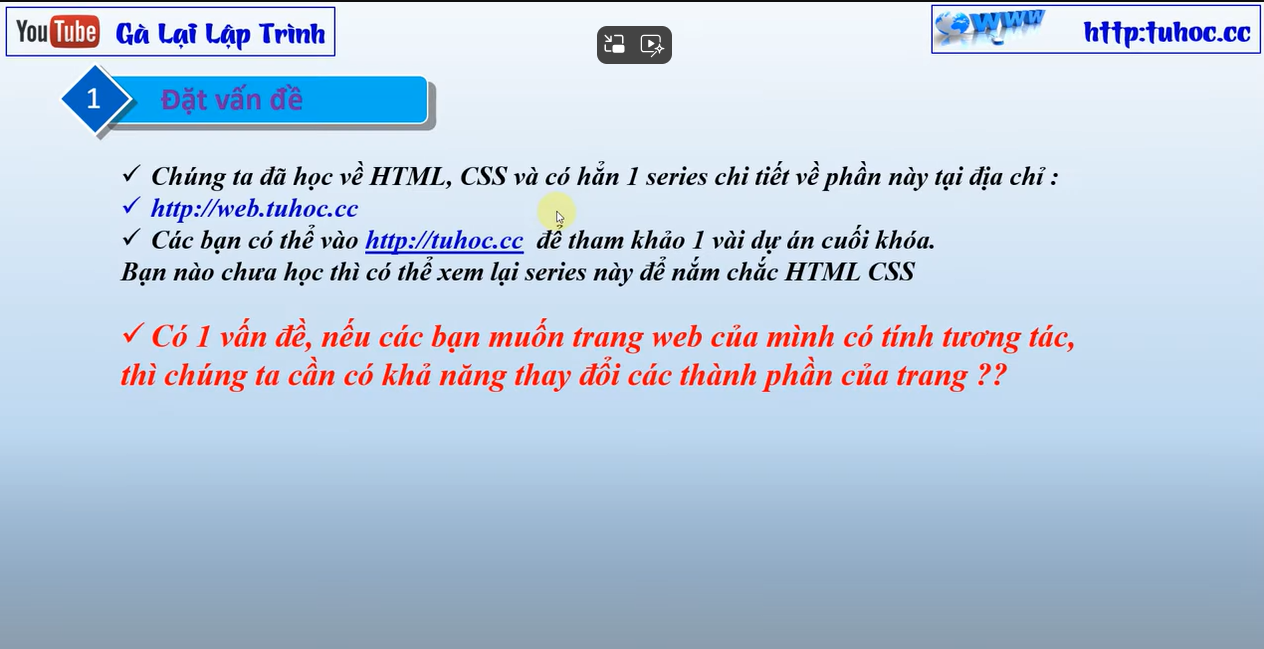 YouTube Gà Lại Lập Trình
WWW http:tuhoc.cc
1 Đặt vấn đề
✓ Chúng ta đã học về HTML, CSS và có hẳn 1 series chi tiết về phần này tại địa chỉ :
✓ http://web.tuhoc.cc
✓ Các bạn có thể vào http://tuhoc.cc để tham khảo 1 vài dự án cuối khóa.
Bạn nào chưa học thì có thể xem lại series này để nắm chắc HTML CSS
✓ Có 1 vấn đề, nếu các bạn muốn trang web của mình có tính tương tác,
thì chúng ta cần có khả năng thay đổi các thành phần của trang ??